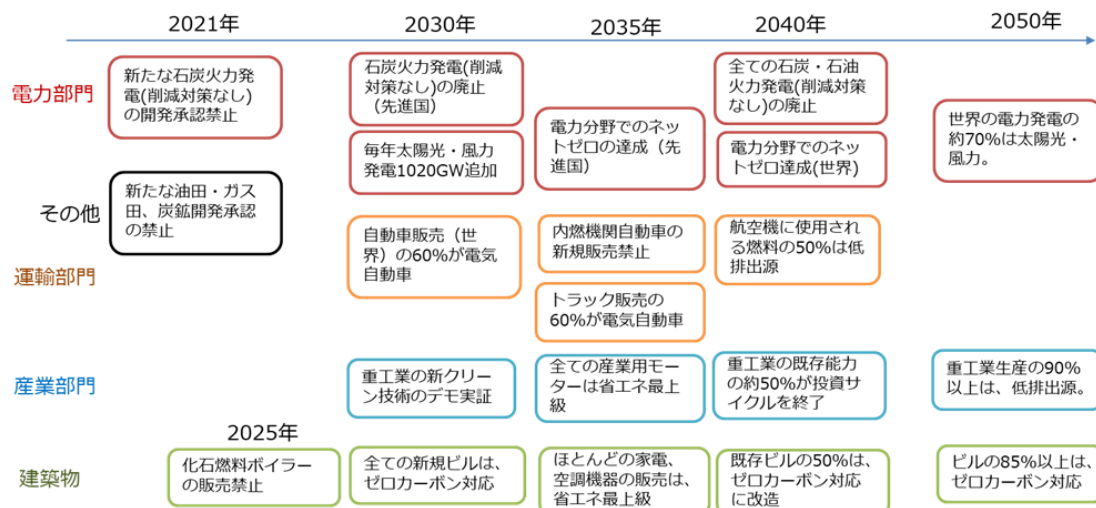 2021年
2030年
2035年
2040年
2050年
電力部門
新たな石炭火力発
電(削減対策なし)
の開発承認禁止
石炭火力発電(削減
対策なし)の廃止
(先進国)
毎年太陽光・風力
発電1020GW追加
電力分野でのネッ
トゼロの達成(先
進国)
全ての石炭・石油
火力発電(削減対策
なし)の廃止
電力分野でのネッ
トゼロ達成(世界)
世界の電力発電の
約70%は太陽光・
風力。
その他
新たな油田・ガス
田、炭鉱開発承認
の禁止
運輸部門
自動車販売(世
界)の60%が電気
自動車
内燃機関自動車の
新規販売禁止
トラック販売の
60%が電気自動車
航空機に使用され
る燃料の50%は低
排出源
産業部門
重工業の新クリー
ン技術のデモ実証
全ての産業用モー
ターは省エネ最上
級
重工業の既存能力
の約50%が投資サ
イクルを終了
重工業生産の90%
以上は、低排出源。
建築物
2025年
化石燃料ボイラー
の販売禁止
全ての新規ビルは、
ゼロカーボン対応
ほとんどの家電、
空調機器の販売は、
省エネ最上級
既存ビルの50%は、
ゼロカーボン対応
に改造
ビルの85%以上は、
ゼロカーボン対応